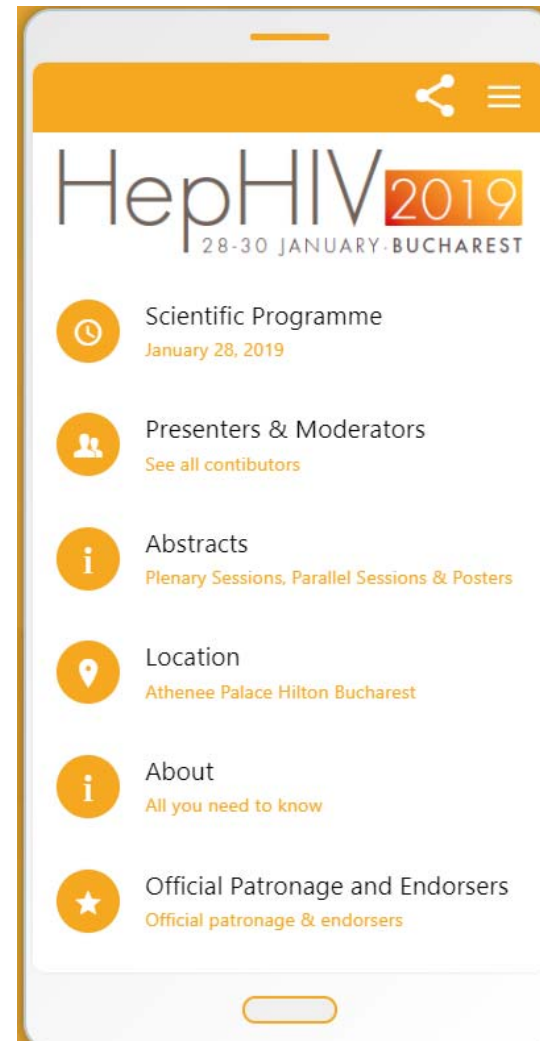 HepHIV 2019
28-30 JANUARY·BUCHAREST
Scientific Programme
January 28, 2019
Presenters & Moderators
See all contibutors
Abstracts
Plenary Sessions, Parallel Sessions & Posters
Location
Athenee Palace Hilton Bucharest
About
All you need to know
Official Patronage and Endorsers
Official patronage & endorsers